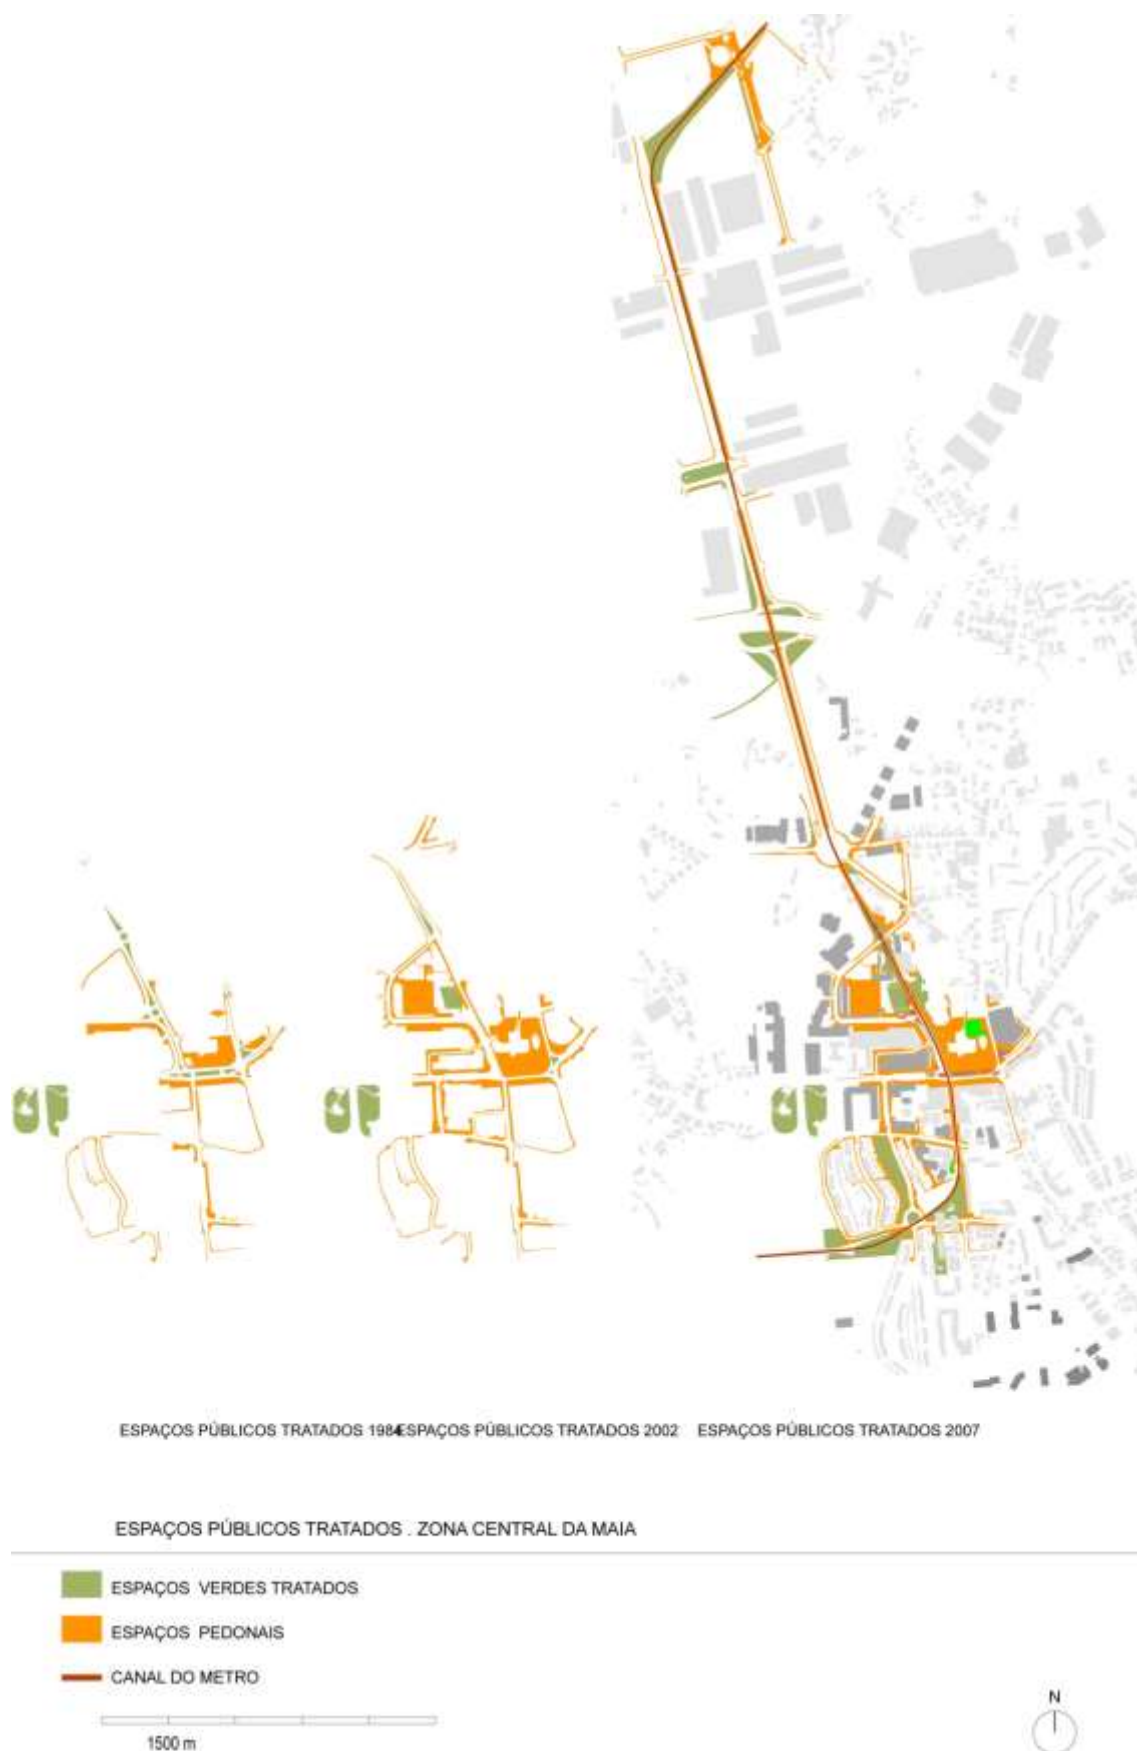 ESPAÇOS PÚBLICOS TRATADOS 1984 ESPAÇOS PÚBLICOS TRATADOS 2002 ESPAÇOS PÚBLICOS TRATADOS 2007
ESPAÇOS PÚBLICOS TRATADOS . ZONA CENTRAL DA MAIA
ESPAÇOS VERDES TRATADOS
ESPAÇOS PEDONAIS
CANAL DO METRO
N
1500 m